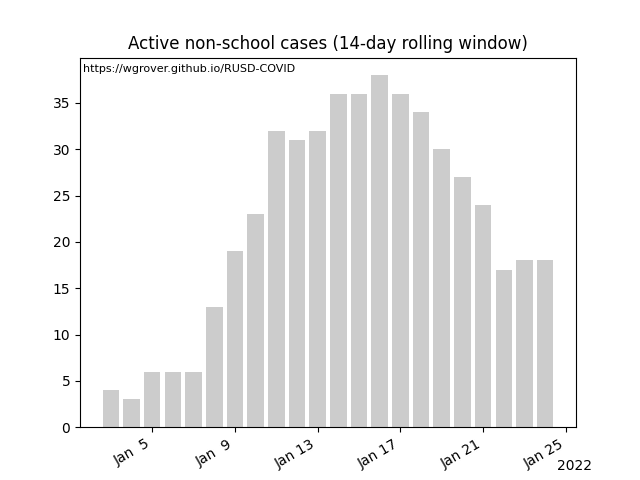 Active non-school cases (14-day rolling window)
https://wgrover.github.io/RUSD-COVID
35
30
25
20
15
10
5
0
Jan 5
Jan 9
Jan 13
Jan 17
Jan 21
Jan 25
2022